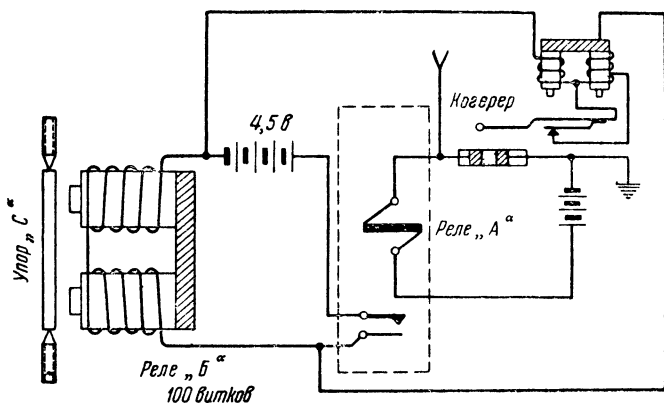 Когерер
4,5 в
Упор „С“
Реле „А“
Реле „Б“
100 витков